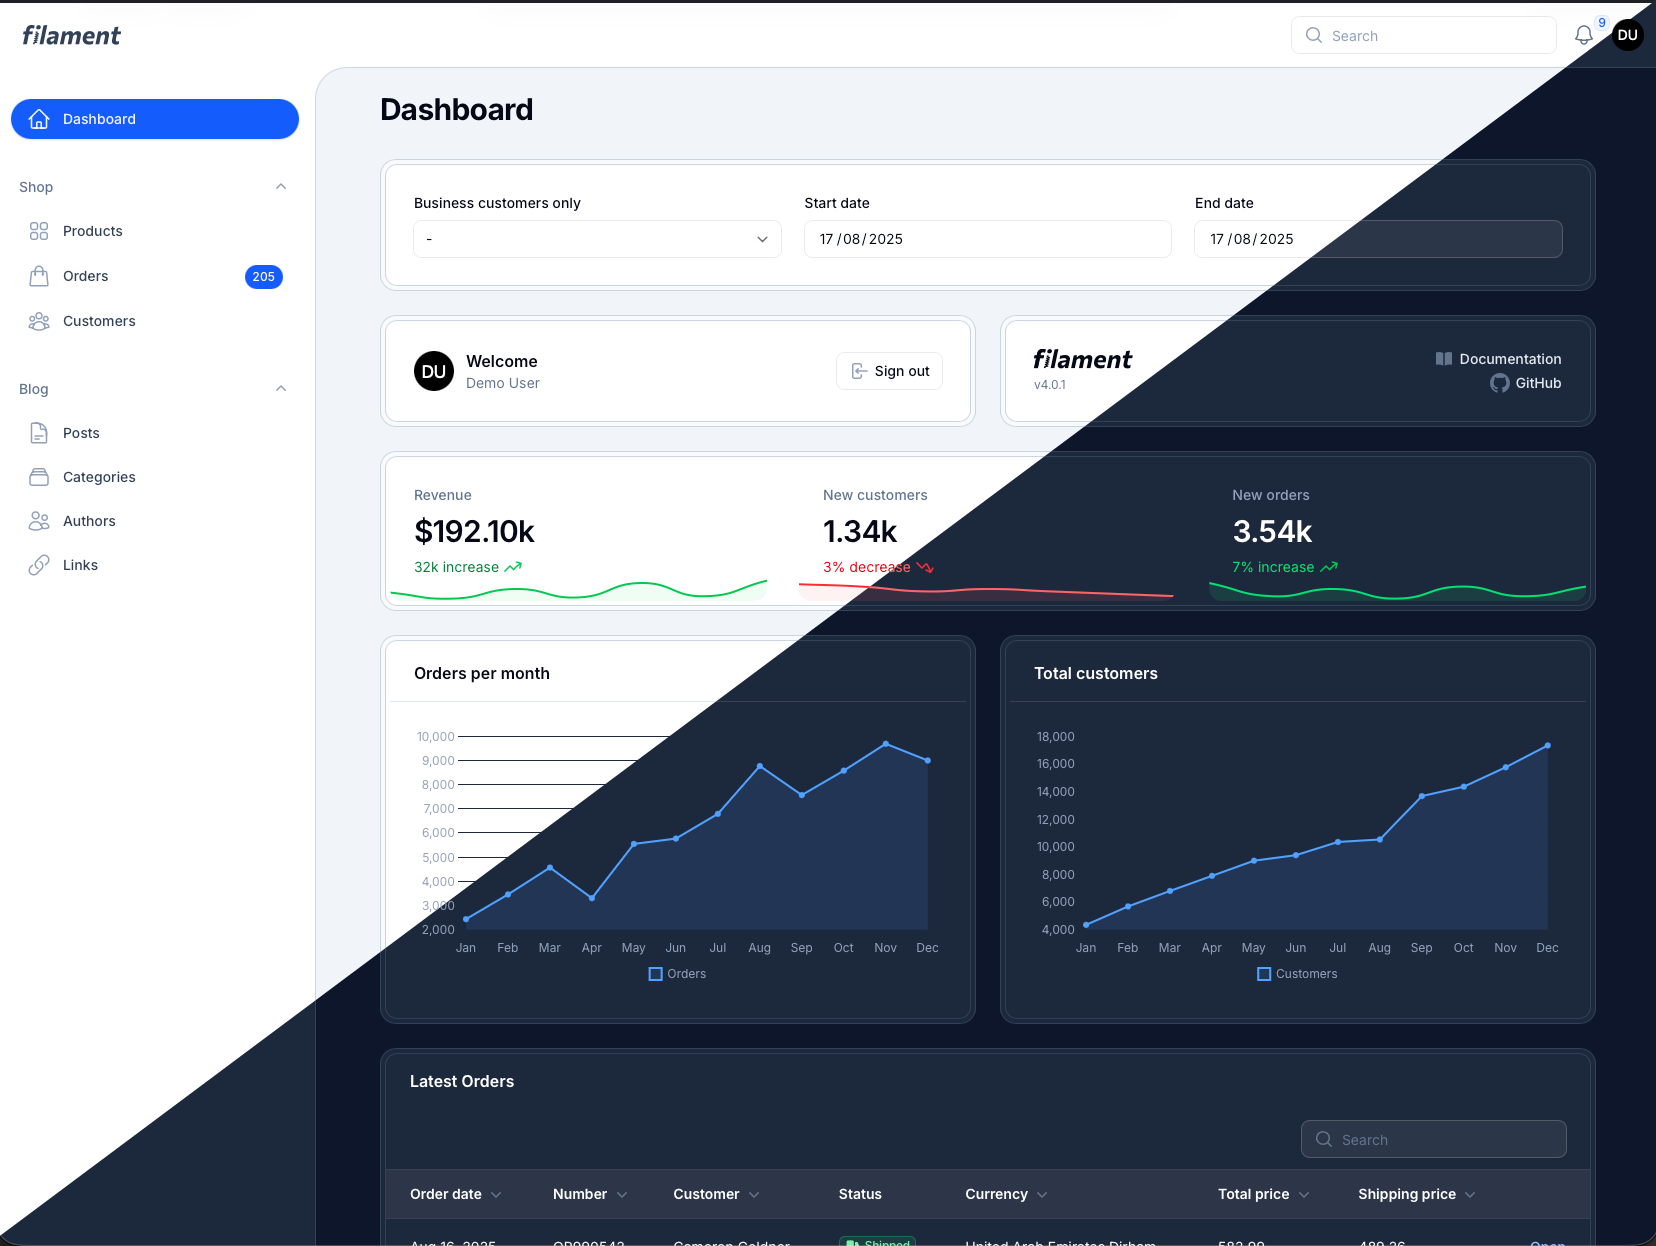 filament
Search
9
DU
Dashboard
Shop
Products
Orders
205
Customers
Blog
Posts
Categories
Authors
Links
Dashboard
Business customers only
Start date
End date
-
17/08/2025
17/08/2025
DU
Welcome
Demo User
Sign out
filament
v4.0.1
Documentation
GitHub
Revenue
$192.10k
32k increase
New customers
1.34k
3% decrease
New orders
3.54k
7% increase
Orders per month
10,000
9,000
8,000
7,000
6,000
5,000
4,000
3,000
2,000
Jan Feb Mar Apr May Jun Jul Aug Sep Oct Nov Dec
Orders
Total customers
18,000
16,000
14,000
12,000
10,000
8,000
6,000
4,000
Jan Feb Mar Apr May Jun Jul Aug Sep Oct Nov Dec
Customers
Latest Orders
Search
Order date Number Customer Status Currency Total price Shipping price
Aug 16, 2025 Shipped United Arab Emirates Dirham Open